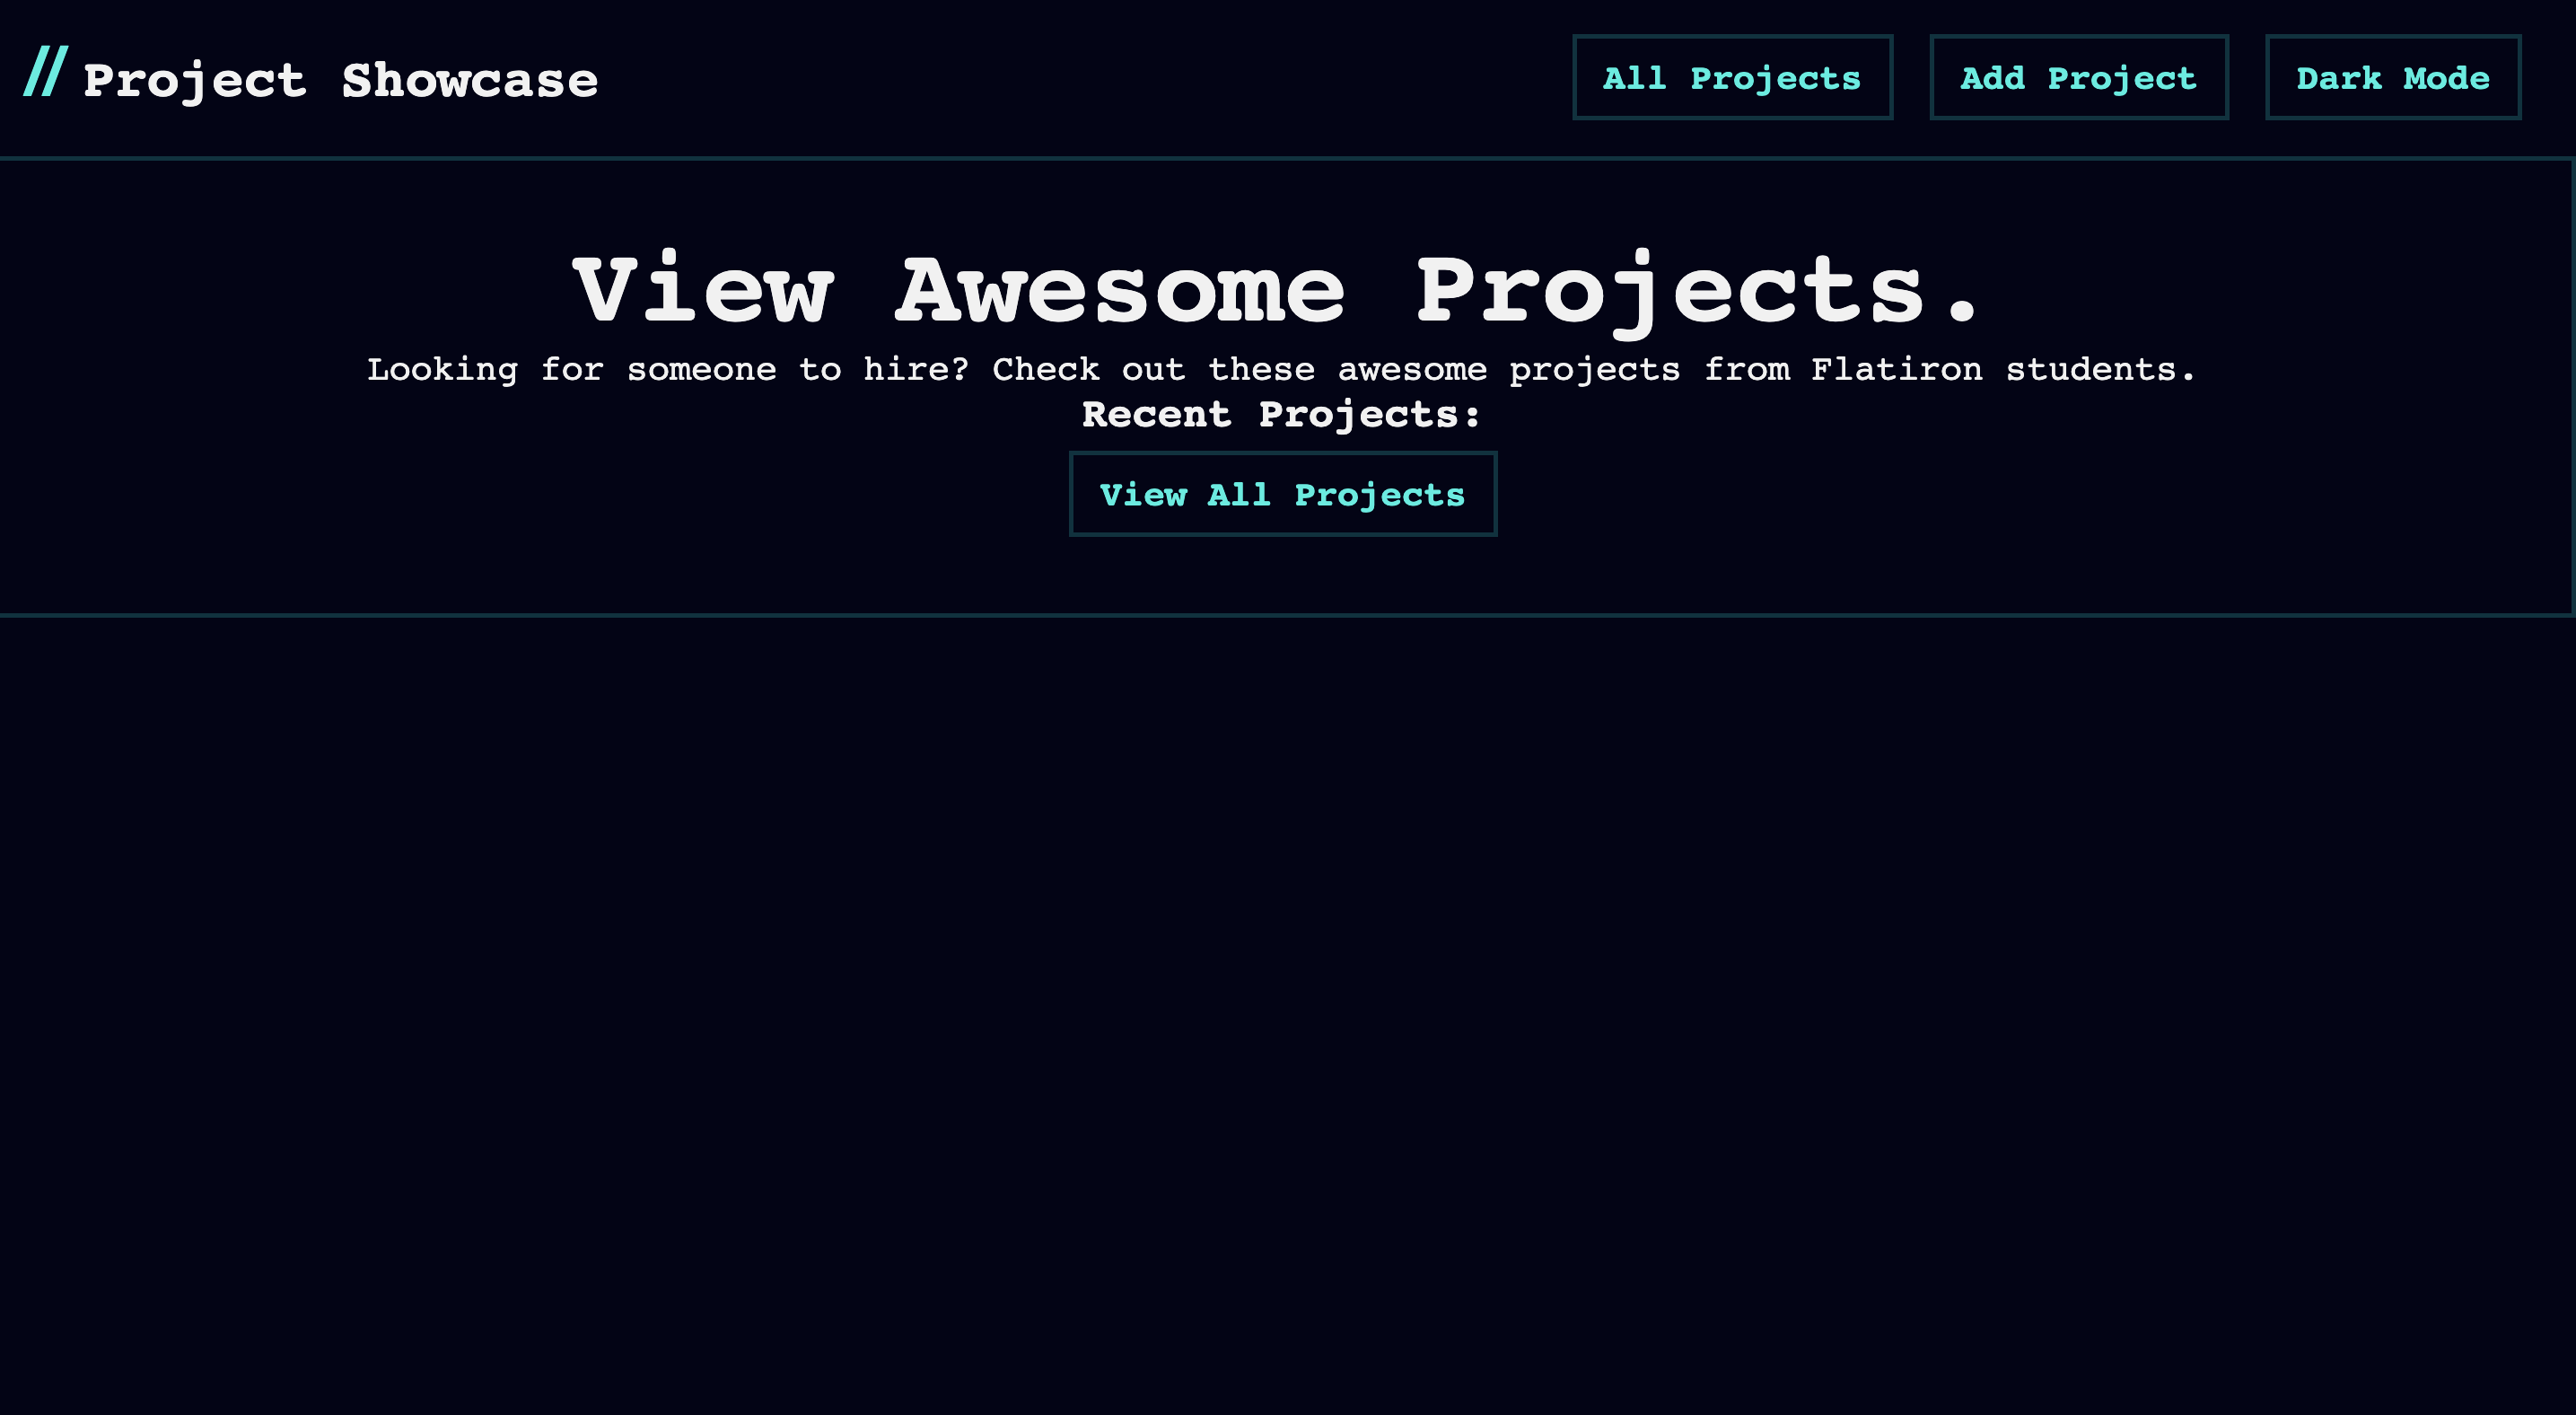 // Project Showcase
All Projects
Add Project
Dark Mode
View Awesome Projects.
Looking for someone to hire? Check out these awesome projects from Flatiron students.
Recent Projects:
View All Projects